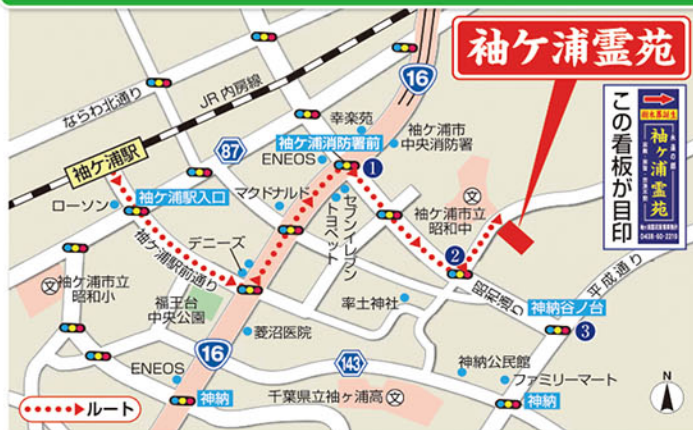 袖ケ浦霊苑
16
ならわ北通り
JR内房線
幸楽苑
袖ケ浦市
中央消防署
87
袖ケ浦消防署前
ENEOS
1
袖ケ浦駅
ローソン
袖ケ浦駅入口
マクドナルド
セブンイレブン
トヨペット
文
袖ケ浦市立
昭和中
この看板が目印
樹木葬誕生
袖ケ浦霊苑
袖ケ浦駅前通り
デニーズ
2
昭和通り
平成通り
神納谷ノ台
3
文
袖ケ浦市立
昭和小
福王台
中央公園
率土神社
菱沼医院
ENEOS
16
神納
143
千葉県立袖ヶ浦高
文
神納公民館
ファミリーマート
神納
N
ルート